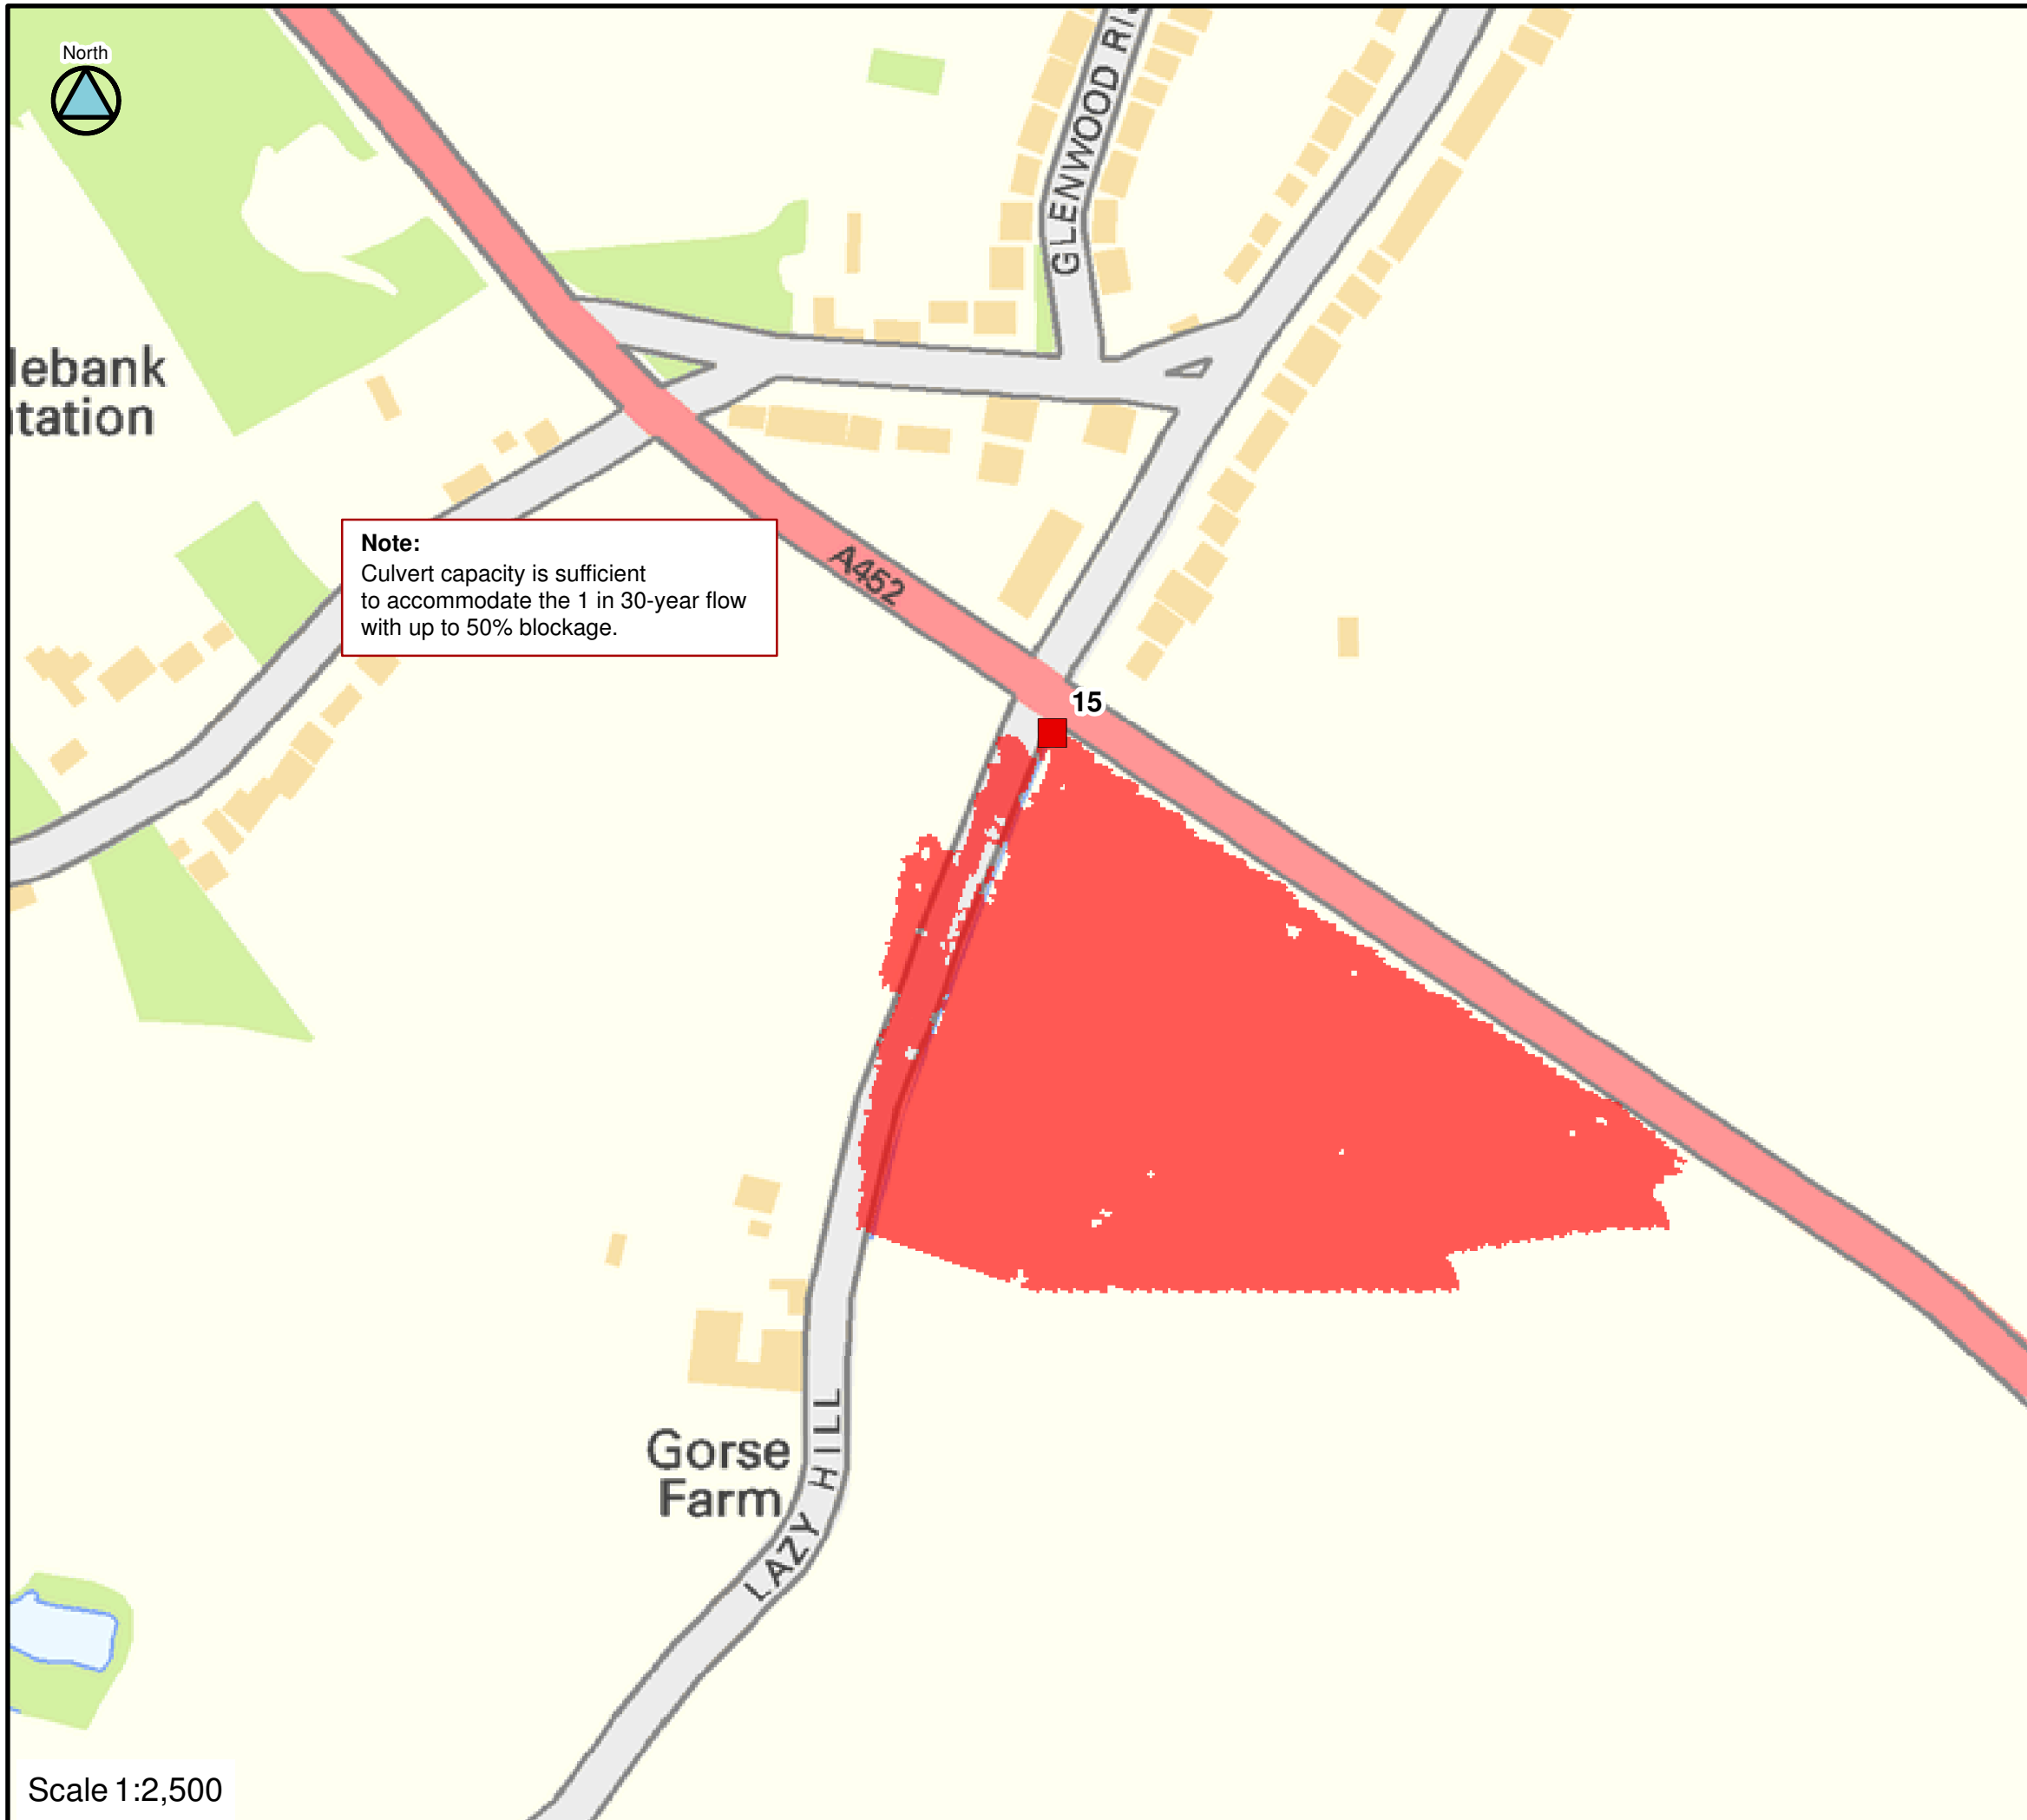 North
GLENWOOD RI
lebank
tation
Note:
Culvert capacity is sufficient
to accommodate the 1 in 30-year flow
with up to 50% blockage.
A452
15
Gorse
Farm
LAZY HILL
Scale 1:2,500